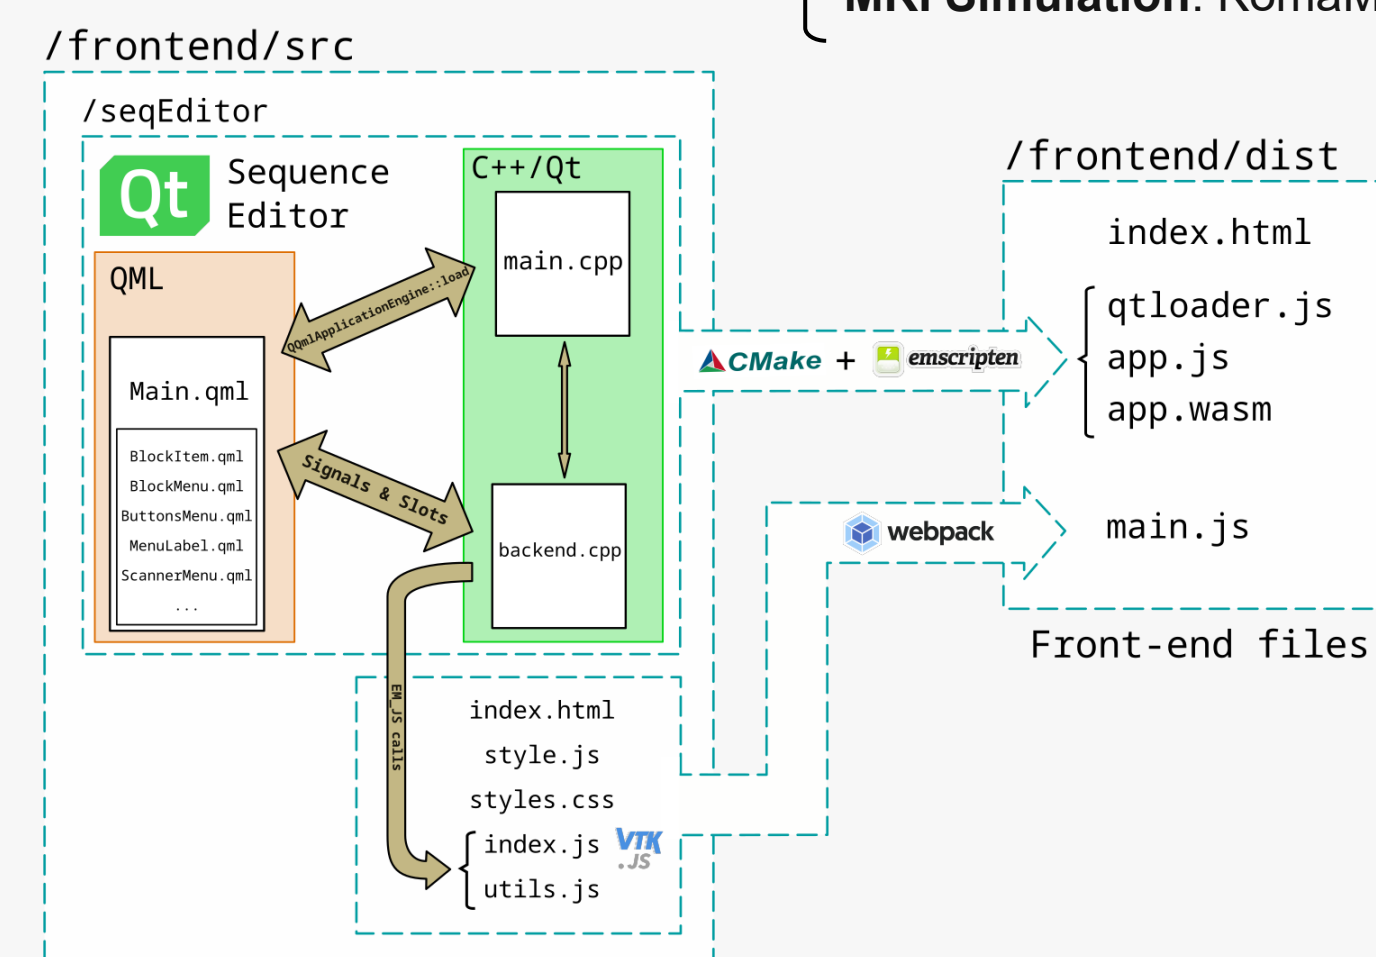 MRI Simulation: KomaM
/frontend/src
/seqEditor
Qt
Sequence
Editor
C++/Qt
main.cpp
QML
QQmlApplicationEngine::load
Main.qml
BlockItem.qml
BlockMenu.qml
ButtonsMenu.qml
MenuLabel.qml
ScannerMenu.qml
...
Signals & Slots
backend.cpp
EM_JS calls
index.html
style.js
styles.css
index.js
utils.js
VTK
.JS
CMake + emscripten
webpack
/frontend/dist
index.html
qtloader.js
app.js
app.wasm
main.js
Front-end files